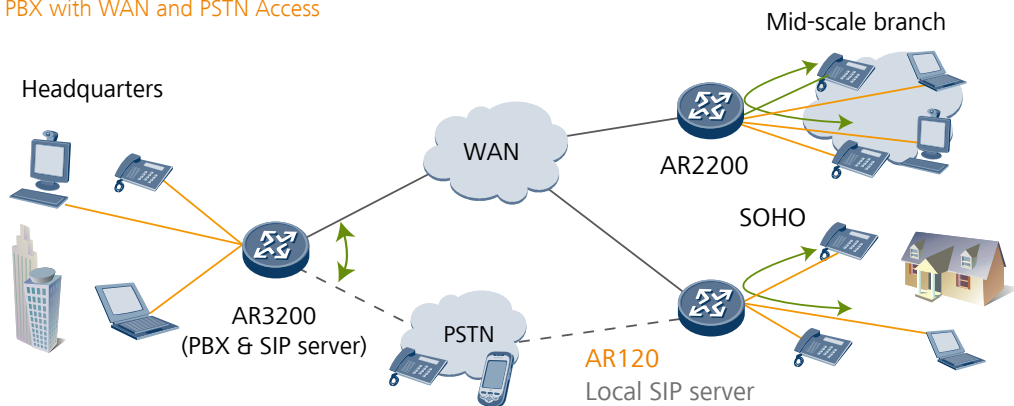 PBX with WAN and PSTN Access
Mid-scale branch
Headquarters
WAN
AR2200
SOHO
AR3200
(PBX & SIP server)
PSTN
AR120
Local SIP server